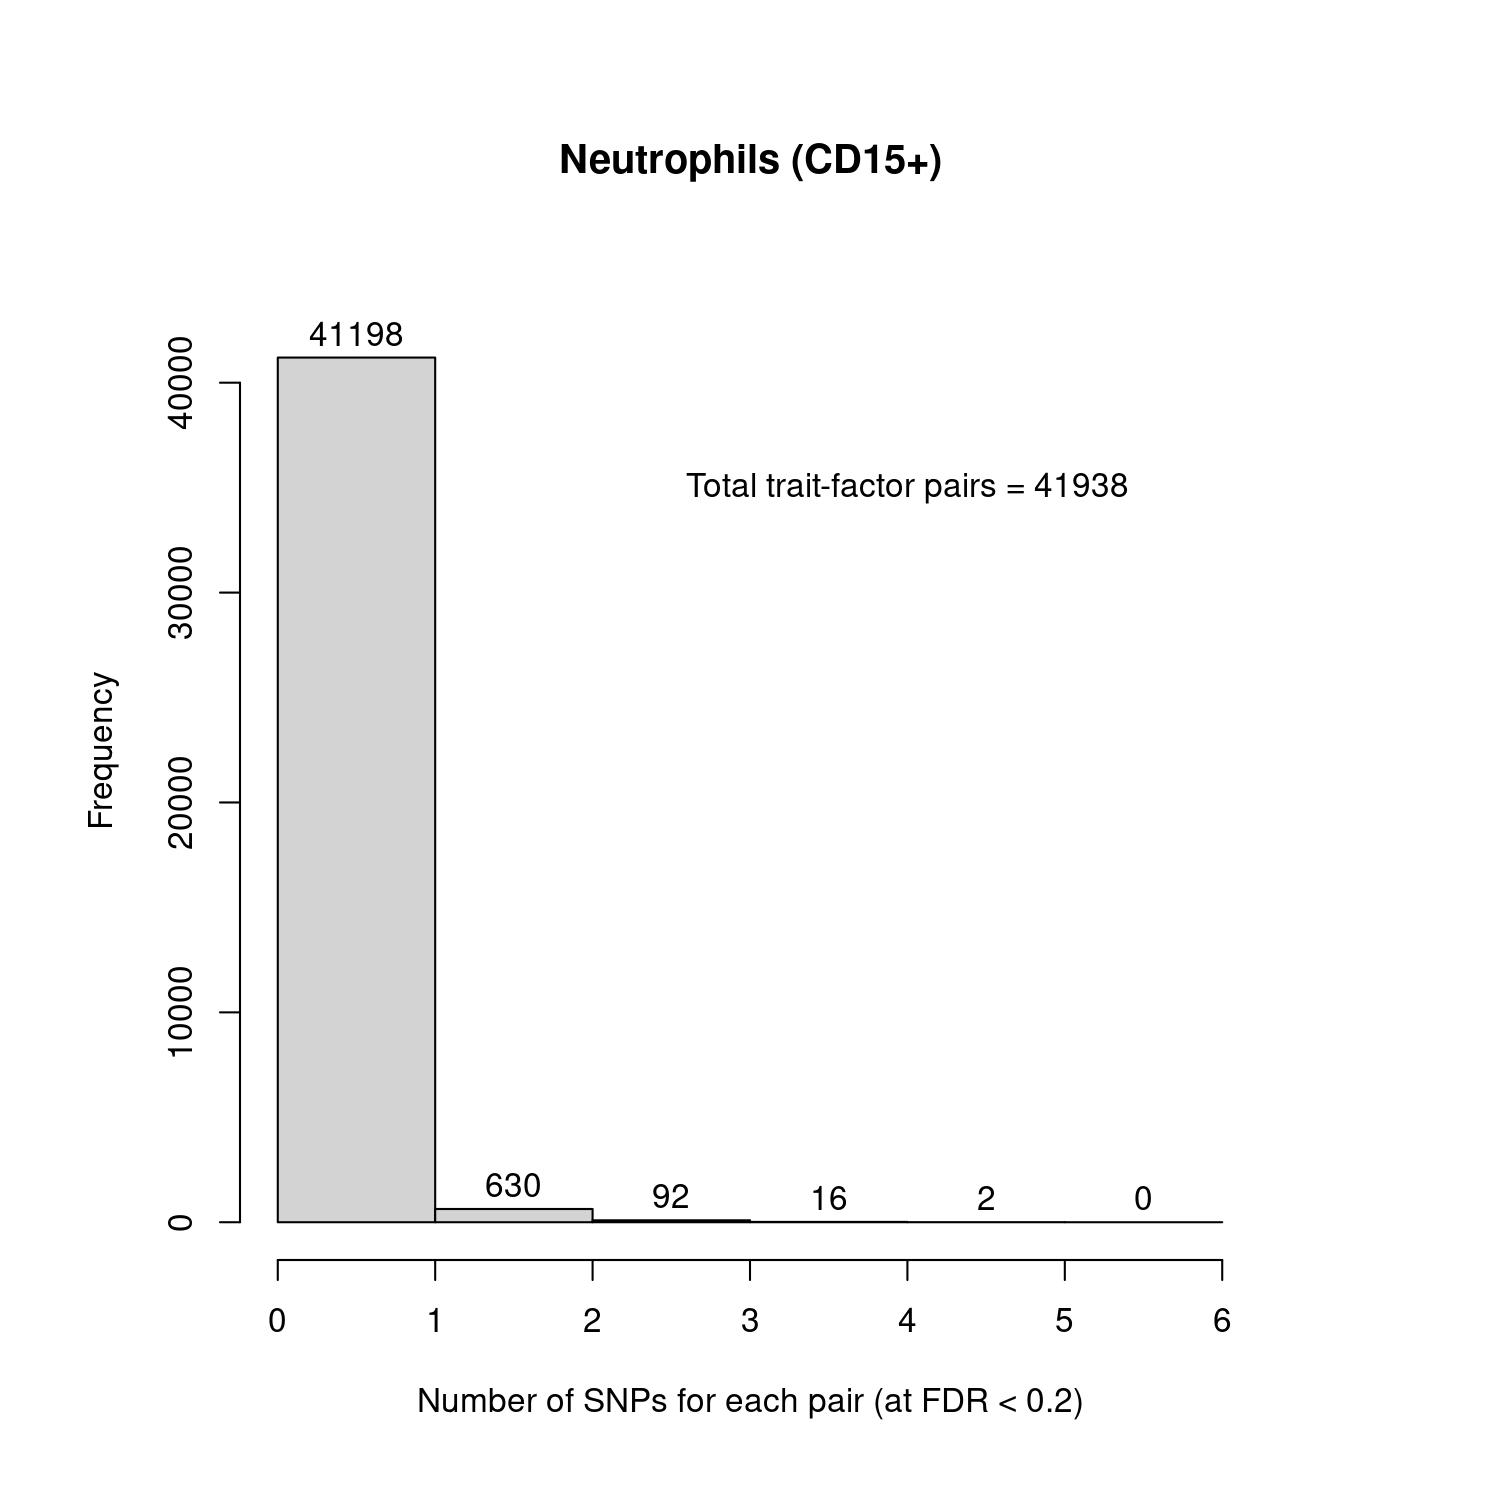 Neutrophils (CD15+)
41198
Total trait-factor pairs = 41938
Frequency
40000
30000
20000
10000
0
630
92
16
2
0
0 1 2 3 4 5 6
Number of SNPs for each pair (at FDR < 0.2)